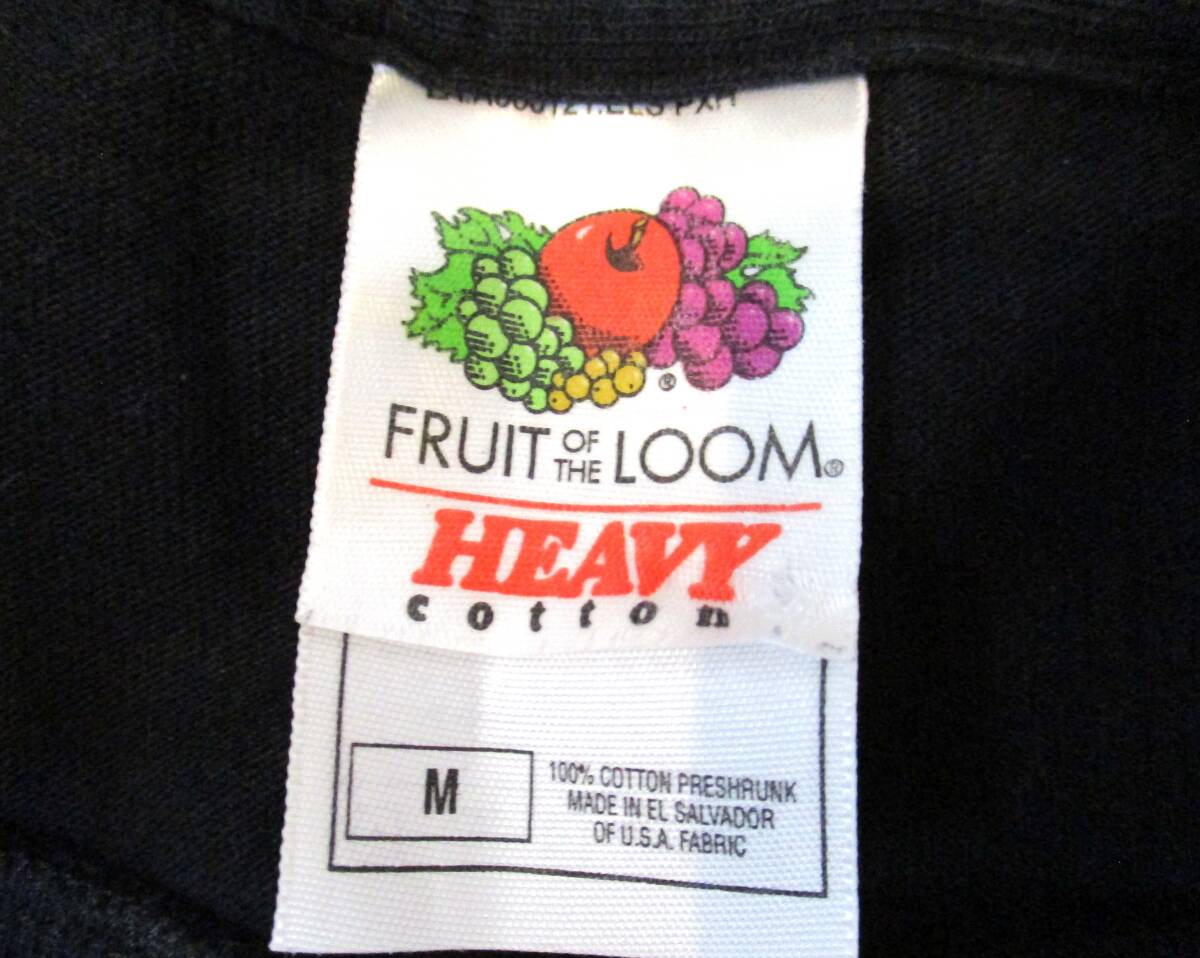 ®
FRUIT OF THE LOOM®
HEAVY
cotton
M
100% COTTON PRESHRUNK
MADE IN EL SALVADOR
OF U.S.A. FABRIC